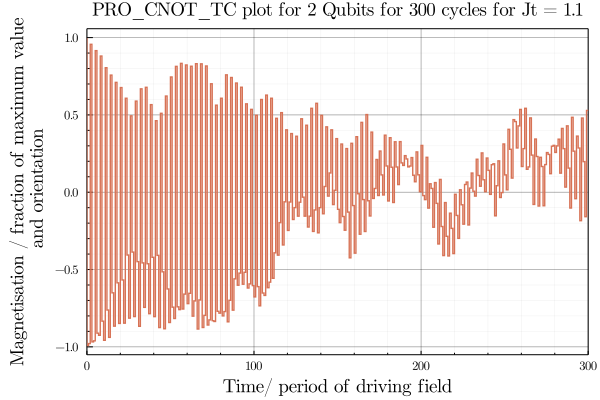 PRO_CNOT_TC plot for 2 Qubits for 300 cycles for Jt = 1.1
Magnetisation / fraction of maximum value
and orientation
1.0
0.5
0.0
−0.5
−1.0
0
100
200
300
Time/ period of driving field